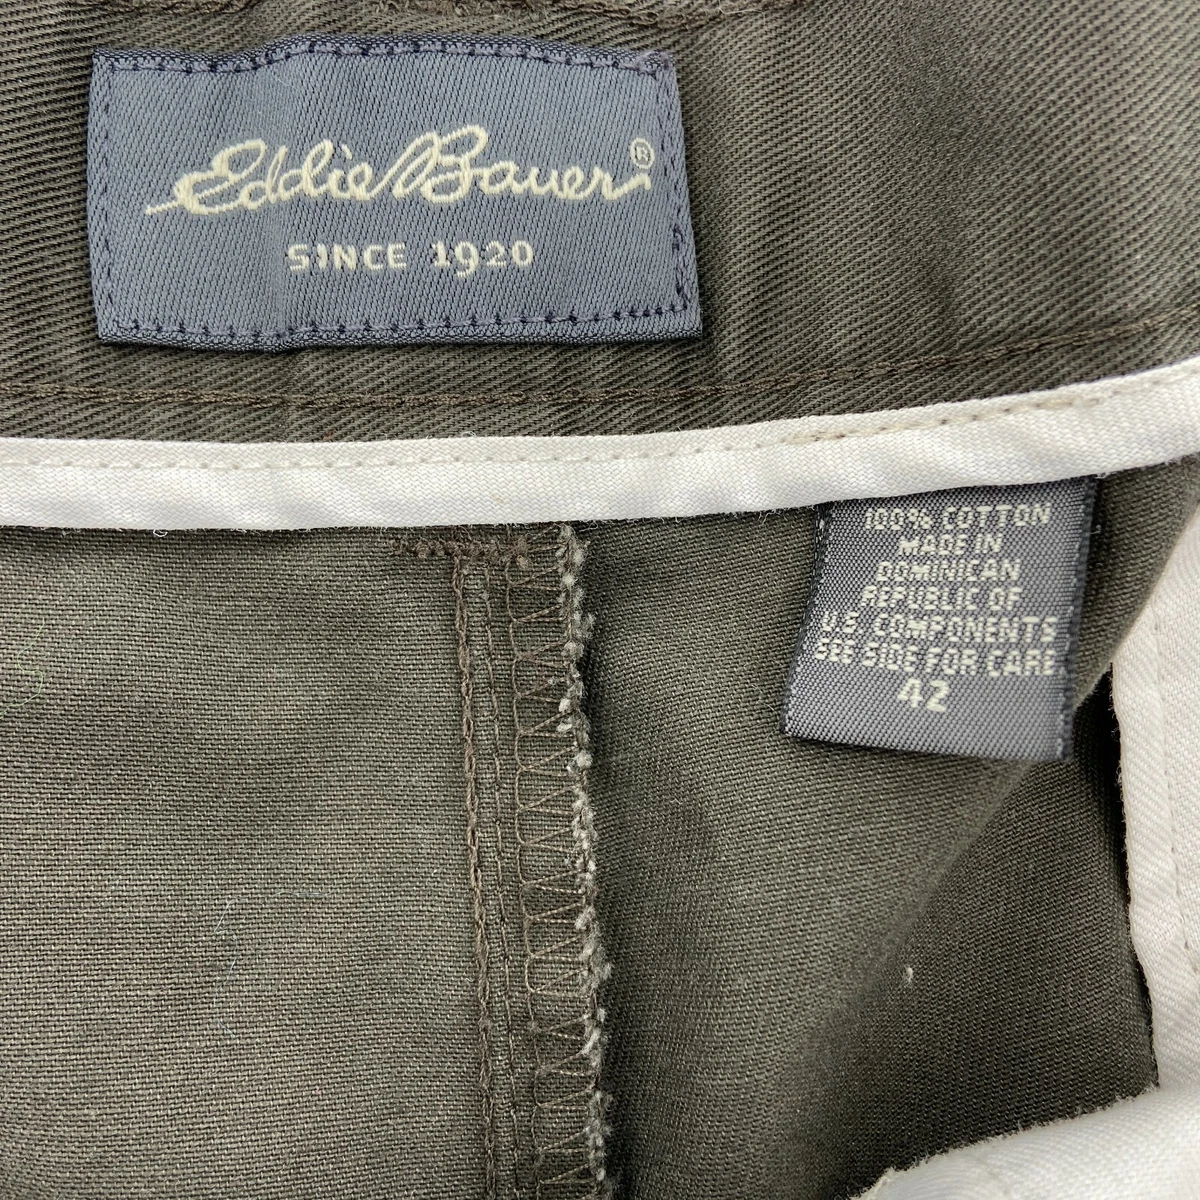 Eddie Bauer®
SINCE 1920
100% COTTON
MADE IN
DOMINICAN
REPUBLIC OF
U.S. COMPONENTS
SEE SIDE FOR CARE
42